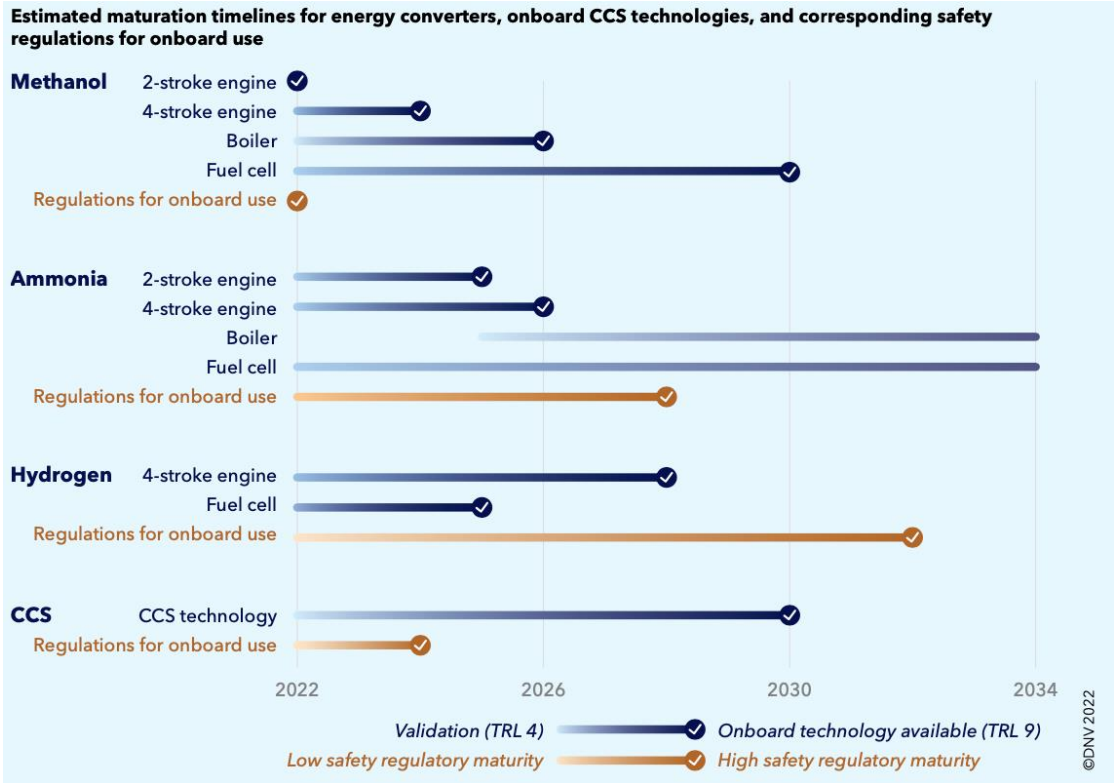 Estimated maturation timelines for energy converters, onboard CCS technologies, and corresponding safety
regulations for onboard use
Methanol 2-stroke engine
4-stroke engine
Boiler
Fuel cell
Regulations for onboard use
Ammonia 2-stroke engine
4-stroke engine
Boiler
Fuel cell
Regulations for onboard use
Hydrogen 4-stroke engine
Fuel cell
Regulations for onboard use
CCS CCS technology
Regulations for onboard use
2022 2026 2030 2034
Validation (TRL 4) Onboard technology available (TRL 9)
Low safety regulatory maturity High safety regulatory maturity
©DNV 2022